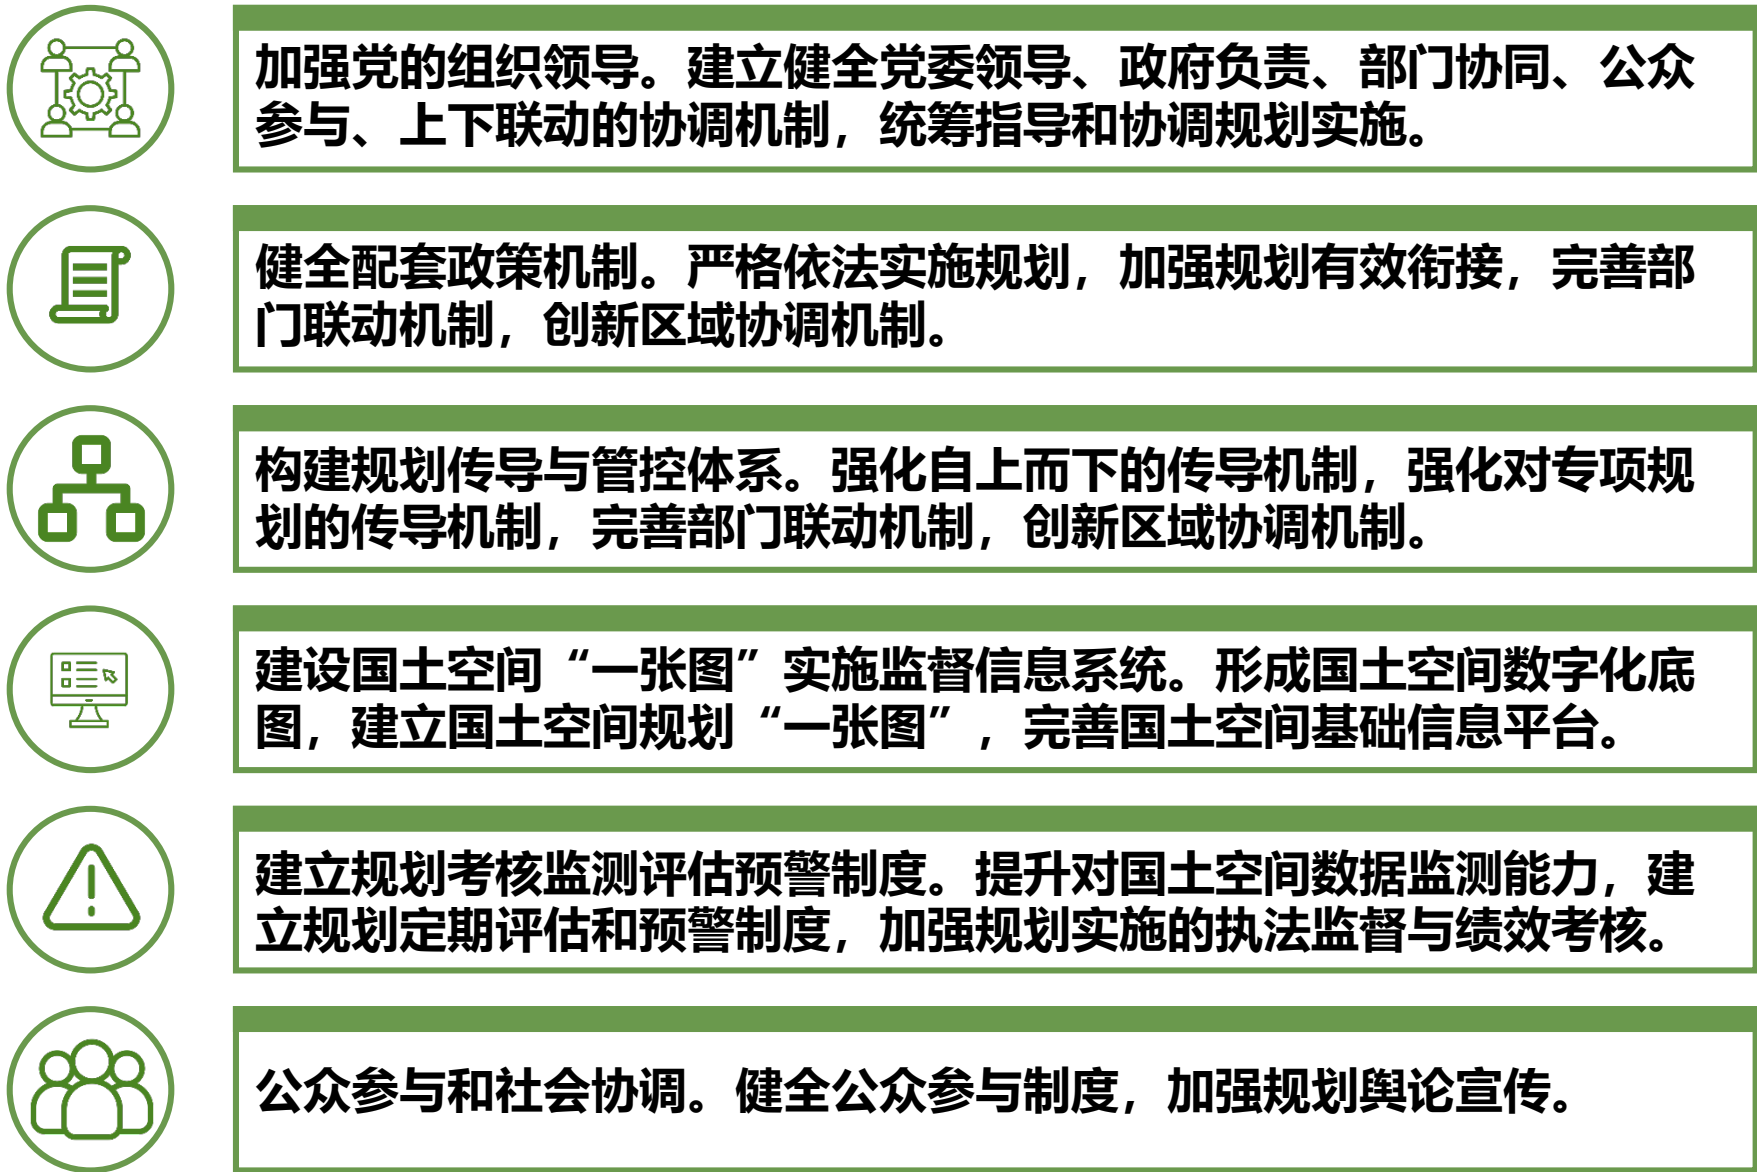 加强党的组织领导。建立健全党委领导、政府负责、部门协同、公众
参与、上下联动的协调机制，统筹指导和协调规划实施。
健全配套政策机制。严格依法实施规划，加强规划有效衔接，完善部
门联动机制，创新区域协调机制。
构建规划传导与管控体系。强化自上而下的传导机制，强化对专项规
划的传导机制，完善部门联动机制，创新区域协调机制。
建设国土空间“一张图”实施监督信息系统。形成国土空间数字化底
图，建立国土空间规划“一张图”，完善国土空间基础信息平台。
建立规划考核监测评估预警制度。提升对国土空间数据监测能力，建
立规划定期评估和预警制度，加强规划实施的执法监督与绩效考核。
公众参与和社会协调。健全公众参与制度，加强规划舆论宣传。